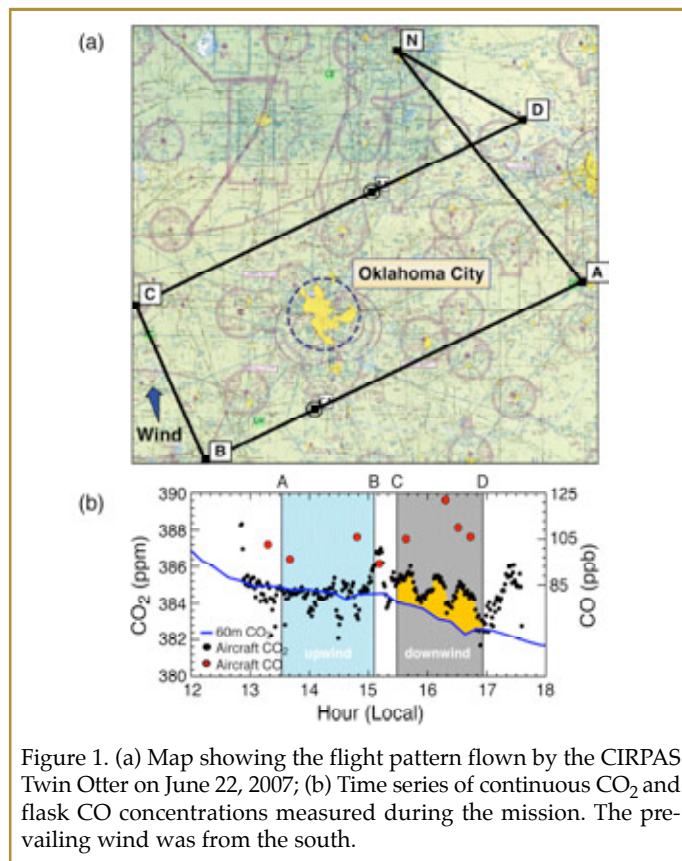 (a)
N
D
Oklahoma City
A
C
Wind
B
(b)
A B C D
390
388
386
384
382
380
CO₂ (ppm)
125
105
85
CO (ppb)
60m CO₂
Aircraft CO₂
Aircraft CO
upwind
downwind
12 13 14 15 16 17 18
Hour (Local)
Figure 1. (a) Map showing the flight pattern flown by the CIRPAS
Twin Otter on June 22, 2007; (b) Time series of continuous CO₂ and
flask CO concentrations measured during the mission. The pre-
vailing wind was from the south.